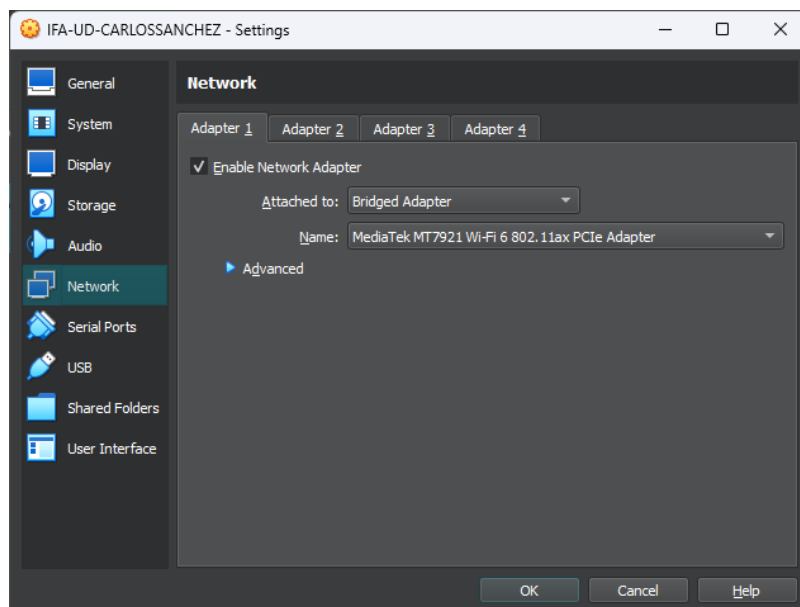 IFA-UD-CARLOSSANCHEZ - Settings
General
System
Display
Storage
Audio
Network
Serial Ports
USB
Shared Folders
User Interface
Network
Adapter 1 Adapter 2 Adapter 3 Adapter 4
Enable Network Adapter
Attached to: Bridged Adapter
Name: MediaTek MT7921 Wi-Fi 6 802.11ax PCIe Adapter
Advanced
OK Cancel Help